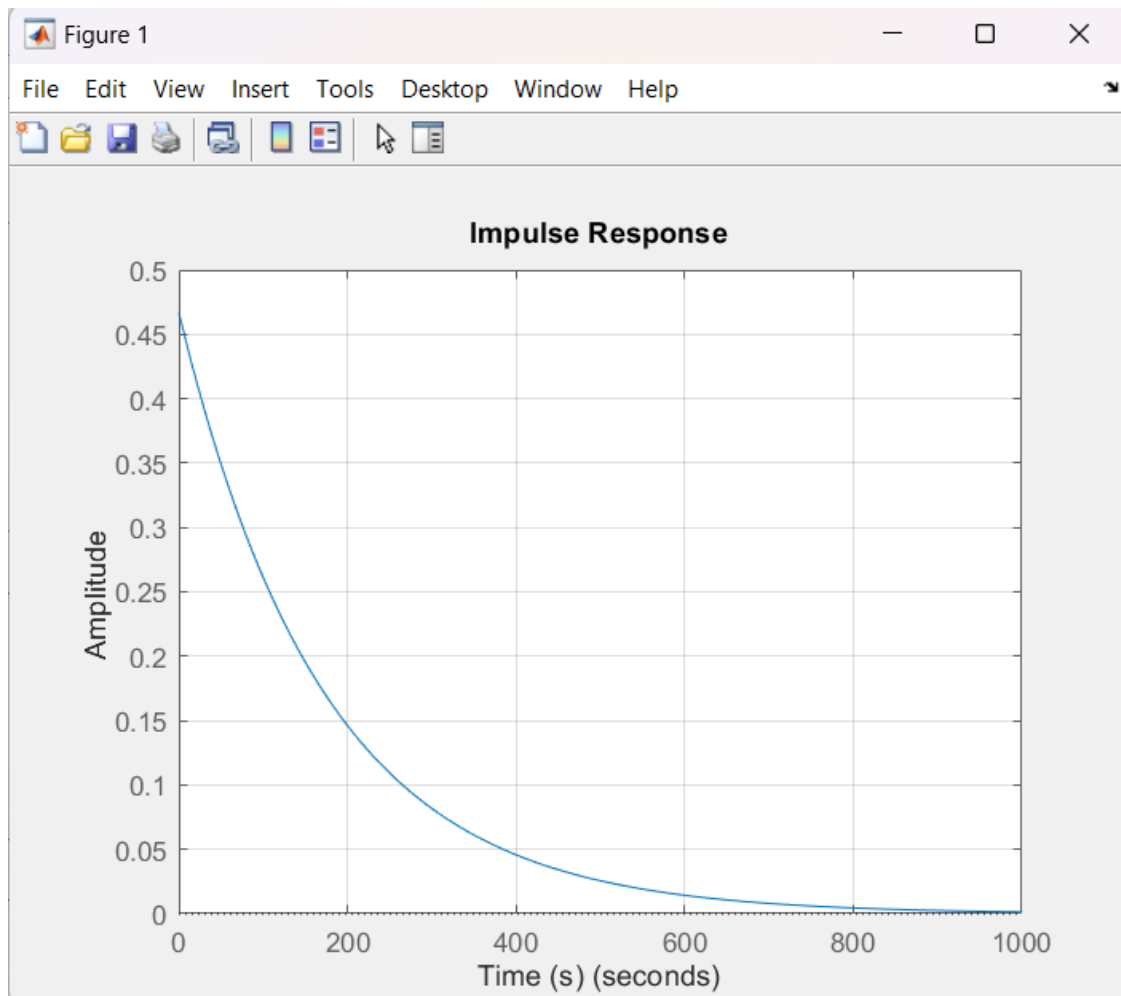 Figure 1
File Edit View Insert Tools Desktop Window Help
Impulse Response
0.5
0.45
0.4
0.35
0.3
0.25
0.2
0.15
0.1
0.05
0
Amplitude
0 200 400 600 800 1000
Time (s) (seconds)